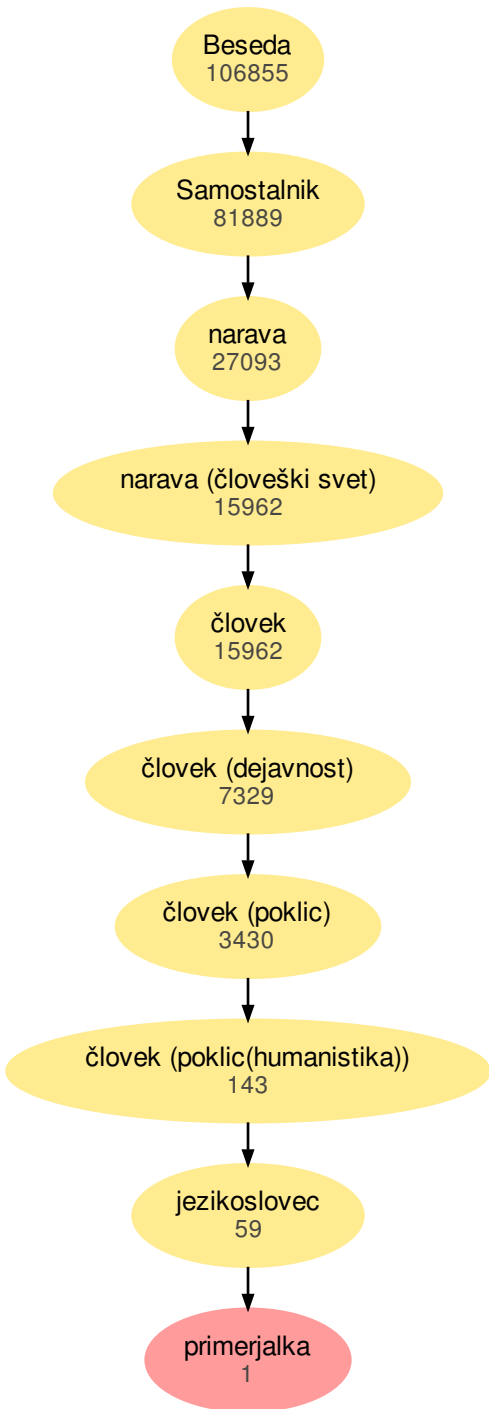 Beseda
106855
Samostalnik
81889
narava
27093
narava (človeški svet)
15962
človek
15962
človek (dejavnost)
7329
človek (poklic)
3430
človek (poklic(humanistika))
143
jezikoslovec
59
primerjalka
1